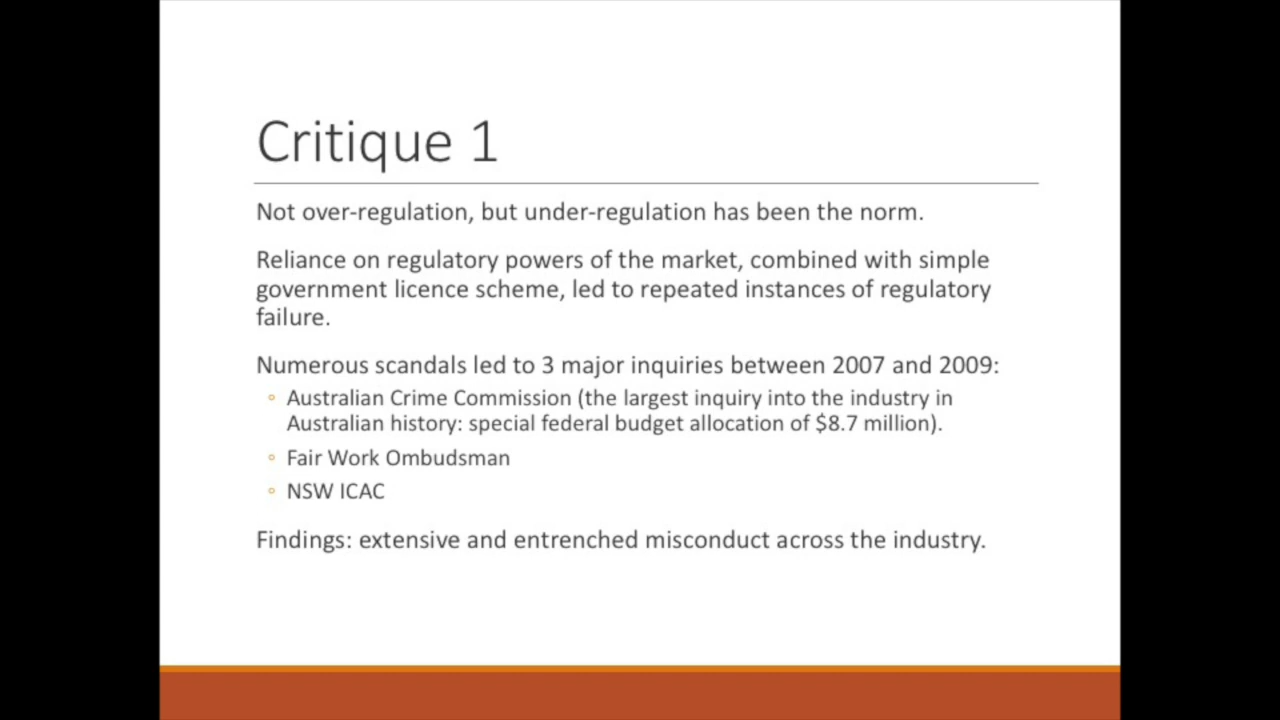 Critique 1
Not over-regulation, but under-regulation has been the norm.
Reliance on regulatory powers of the market, combined with simple
government licence scheme, led to repeated instances of regulatory
failure.
Numerous scandals led to 3 major inquiries between 2007 and 2009:
◦ Australian Crime Commission (the largest inquiry into the industry in
Australian history: special federal budget allocation of $8.7 million).
◦ Fair Work Ombudsman
◦ NSW ICAC
Findings: extensive and entrenched misconduct across the industry.